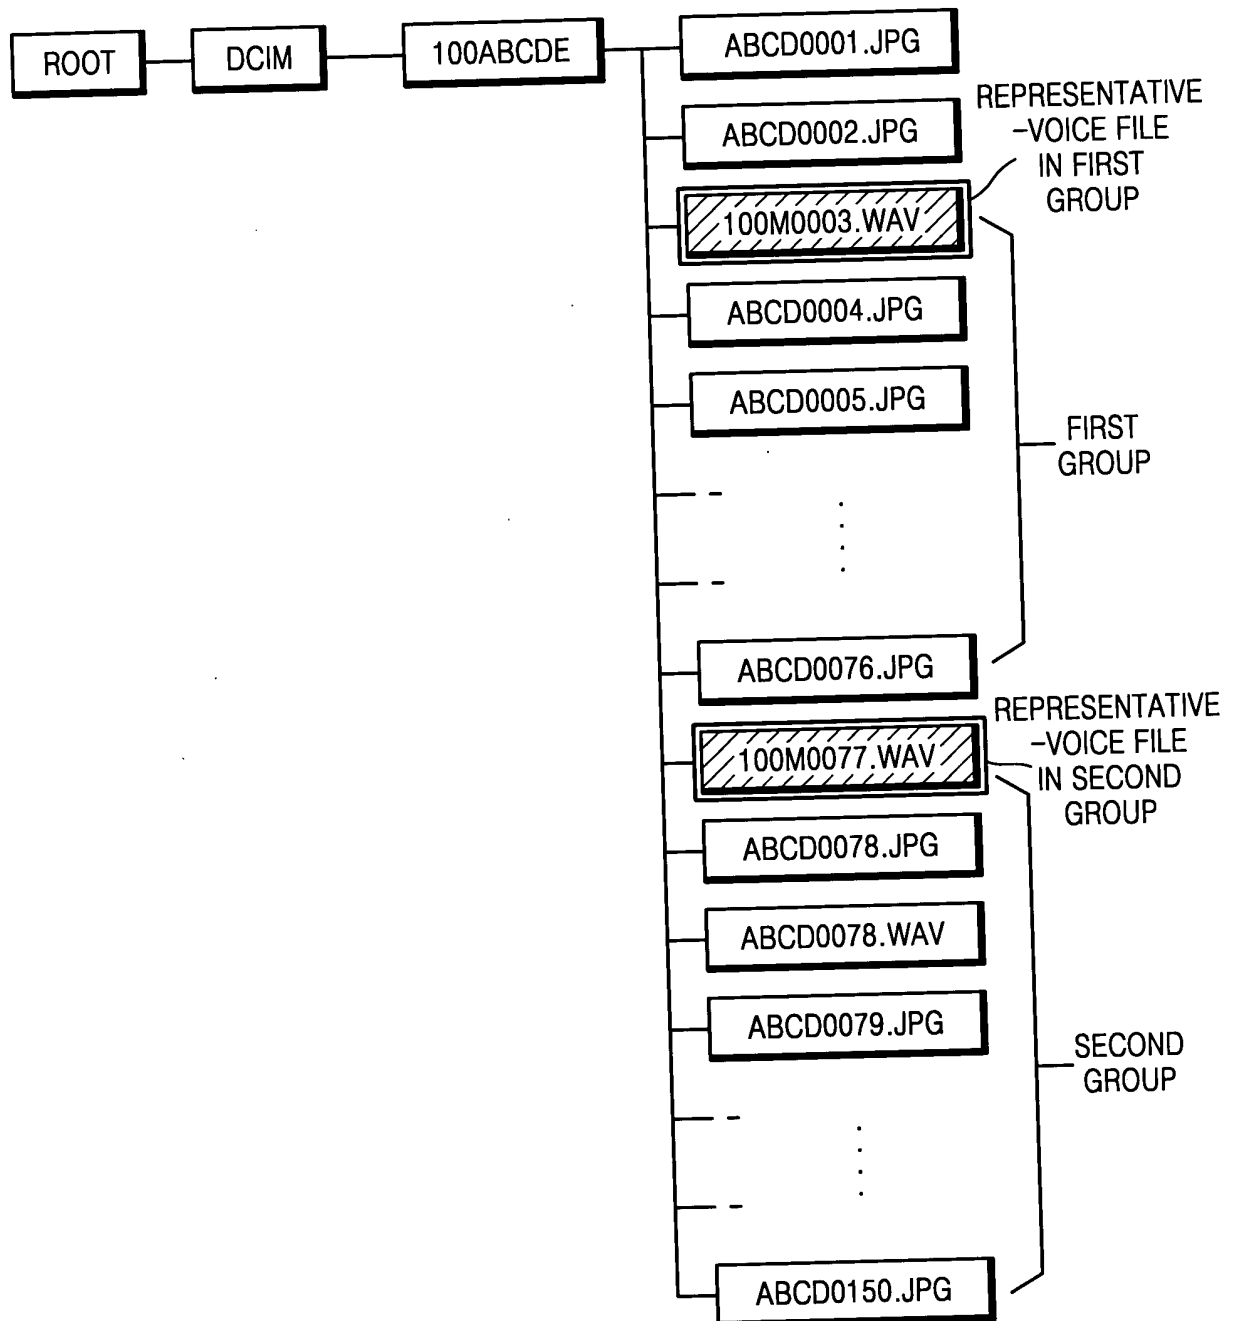 ROOT
DCIM
100ABCDE
ABCD0001.JPG
ABCD0002.JPG
REPRESENTATIVE
-VOICE FILE
IN FIRST
GROUP
100M0003.WAV
ABCD0004.JPG
ABCD0005.JPG
FIRST
GROUP
ABCD0076.JPG
REPRESENTATIVE
-VOICE FILE
IN SECOND
GROUP
100M0077.WAV
ABCD0078.JPG
ABCD0078.WAV
ABCD0079.JPG
SECOND
GROUP
ABCD0150.JPG